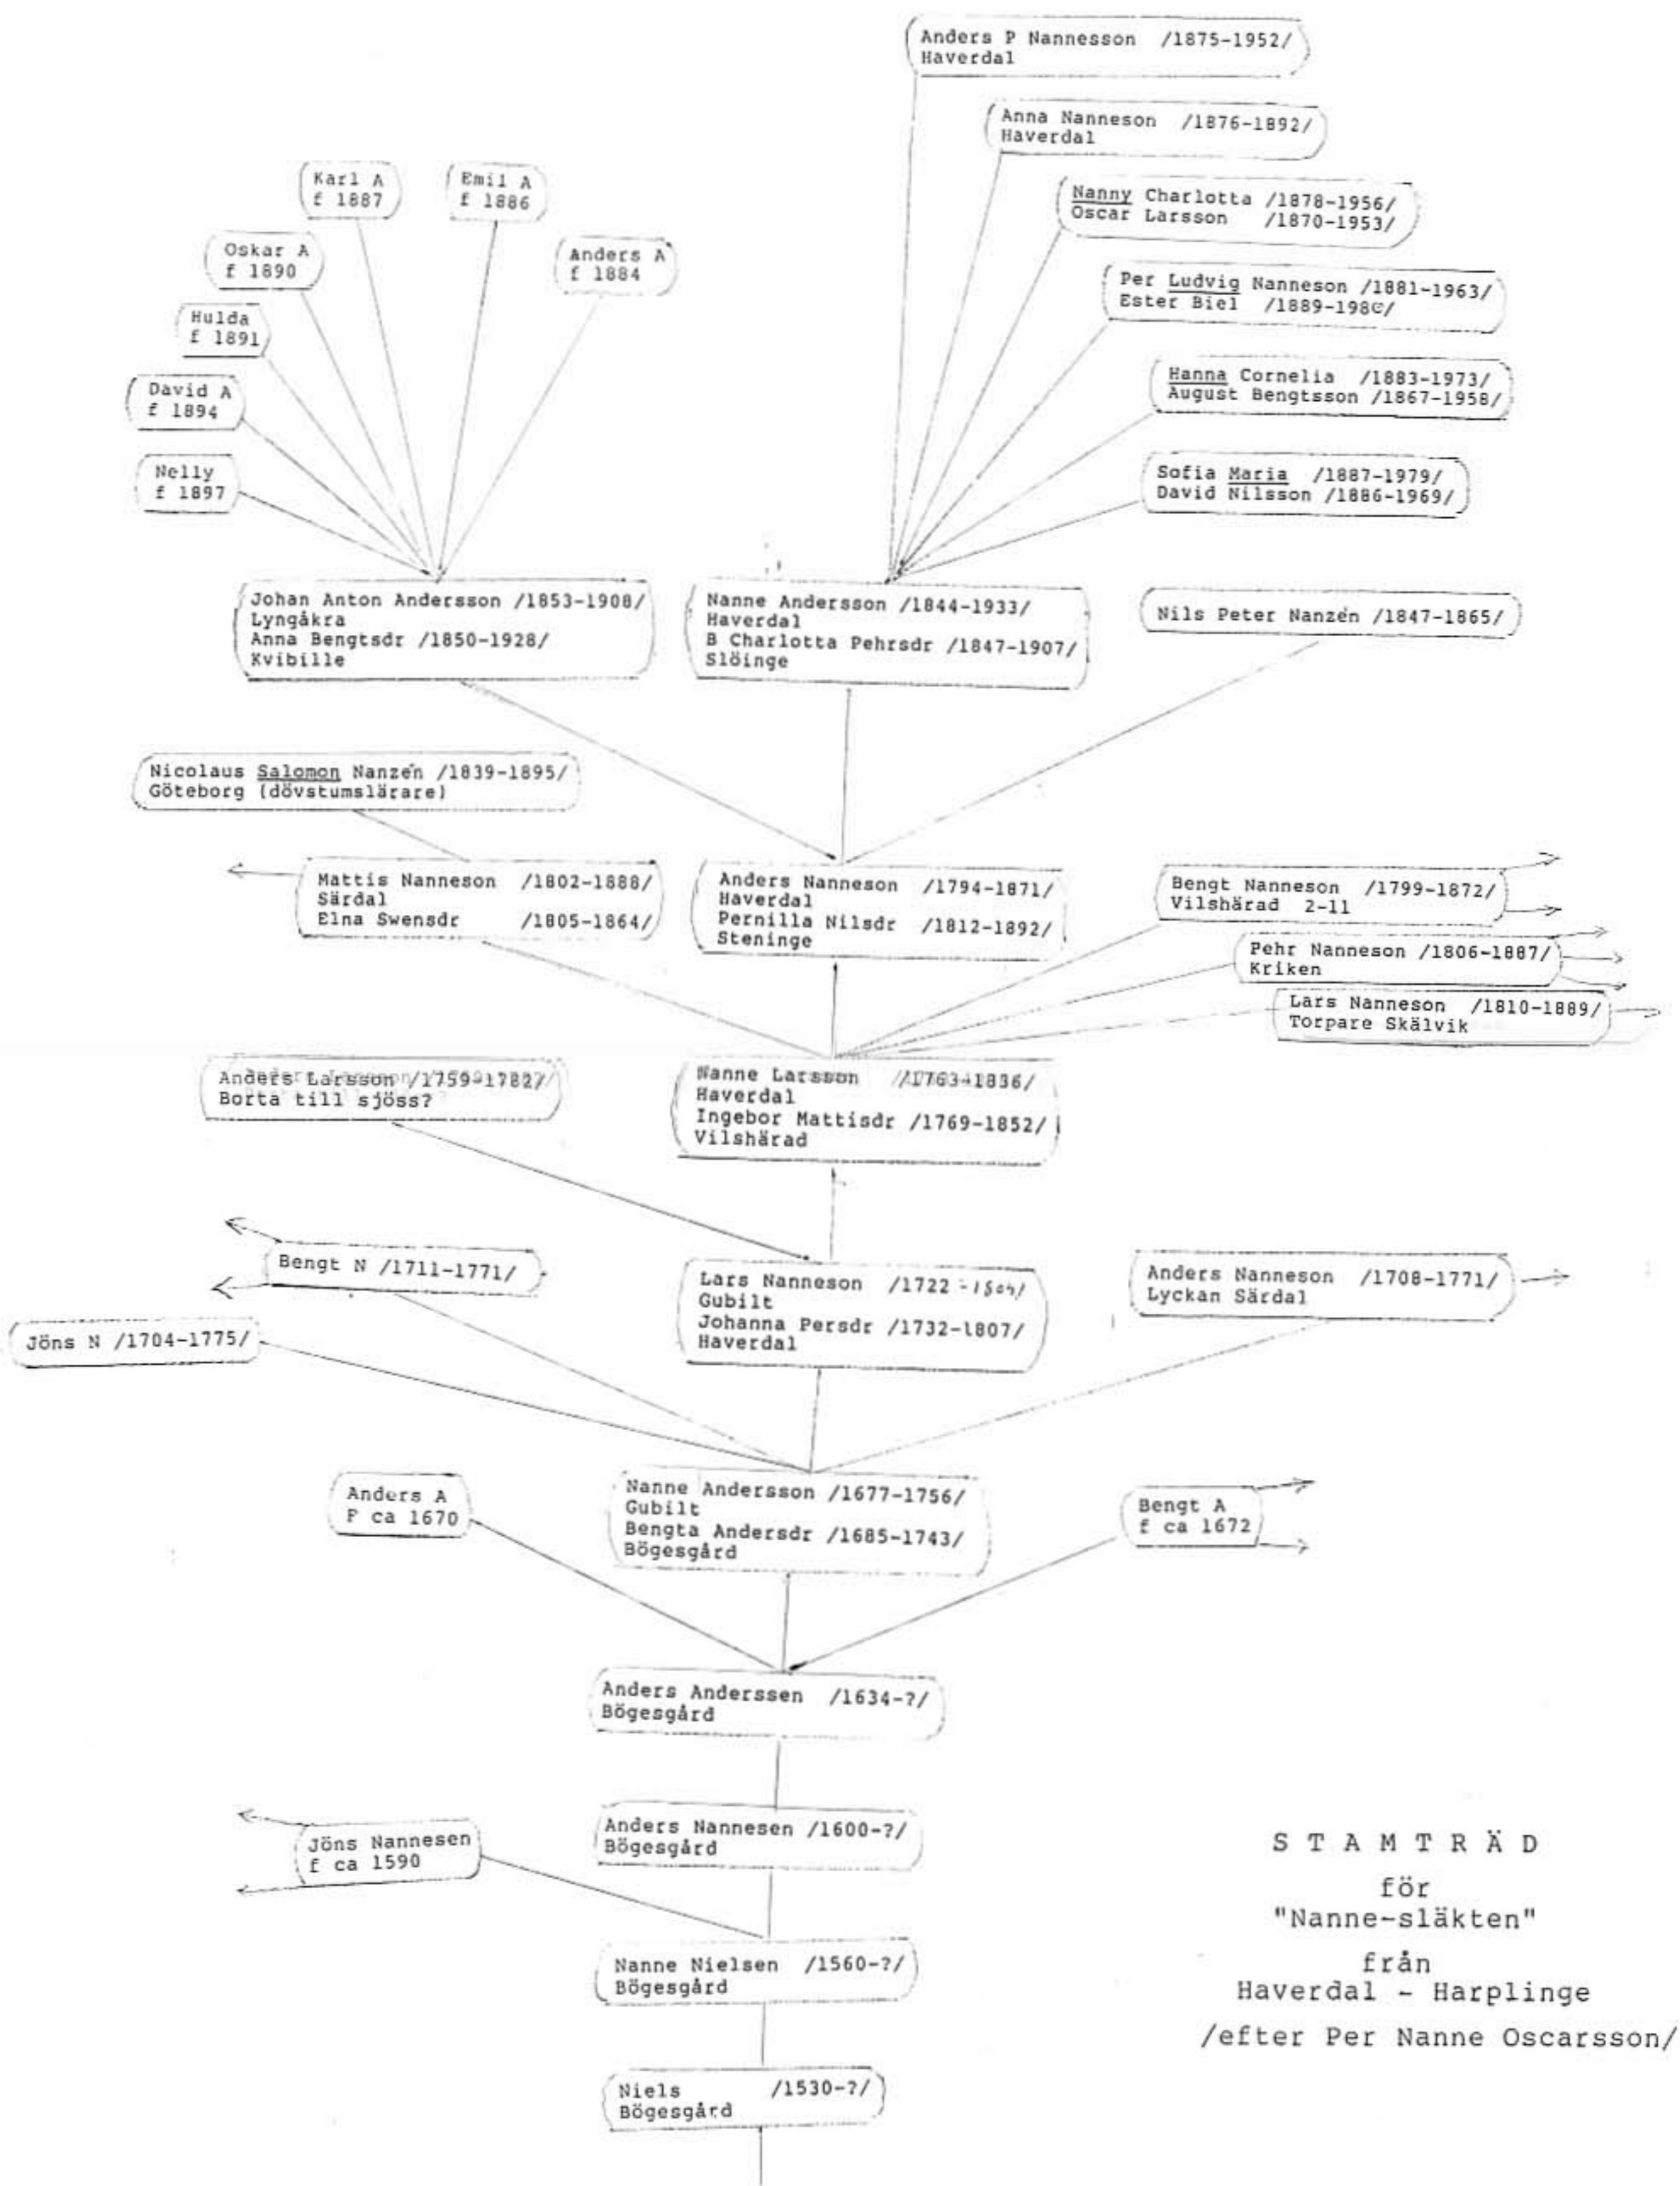 Anders P Nannesson /1875-1952/
Haverdal
Anna Nanneson /1876-1892/
Haverdal
Karl A
f 1887
Emil A
f 1886
Nanny Charlotta /1878-1956/
Oscar Larsson /1870-1953/
Oskar A
f 1890
Anders A
f 1884
Per Ludvig Nanneson /1881-1963/
Ester Biel /1889-
Hulda
f 1891
Hanna Cornelia /1883-1973/
August Bengtsson /1867-1958/
David A
f 1894
Nelly
f 1897
Sofia Maria /1887-1979/
David Nilsson /1886-1969/
Johan Anton Andersson /1853-1908/
Lyngåkra
Anna Bengtsdr /1850-1928/
Kvibille
Nanne Andersson /1844-1933/
Haverdal
B Charlotta Pehrsdr /1847-1907/
Slöinge
Nils Peter Nanzén /1847-1865/
Nicolaus Salomon Nanzén /1839-1895/
Göteborg (dövstumslärare)
Mattis Nanneson /1802-1888/
Särdal
Elna Swensdr /1805-1864/
Anders Nanneson /1794-1871/
Haverdal
Pernilla Nilsdr /1812-1892/
Steninge
Bengt Nanneson /1799-1872/
Vilshärad 2-11
Pehr Nanneson /1806-1887/
Kriken
Lars Nanneson /1810-1889/
Torpare Skälvik
Anders Larsson /1759-1782/
Borta till sjöss?
Nanne Larsson /1763-1836/
Haverdal
Ingebor Mattisdr /1769-1852/
Vilshärad
Bengt N /1711-1771/
Lars Nanneson /1722-1804/
Gubilt
Johanna Persdr /1732-1807/
Haverdal
Anders Nanneson /1708-1771/
Lyckan Särdal
Jöns N /1704-1775/
Anders A
F ca 1670
Nanne Andersson /1677-1756/
Gubilt
Bengta Andersdr /1685-1743/
Bögesgård
Bengt A
f ca 1672
Anders Anderssen /1634-?/
Bögesgård
Anders Nannesen /1600-?/
Bögesgård
Jöns Nannesen
f ca 1590
Nanne Nielsen /1560-?/
Bögesgård
Niels /1530-?/
Bögesgård
S T A M T R Ä D
för
"Nanne-släkten"
från
Haverdal - Harplinge
/efter Per Nanne Oscarsson/